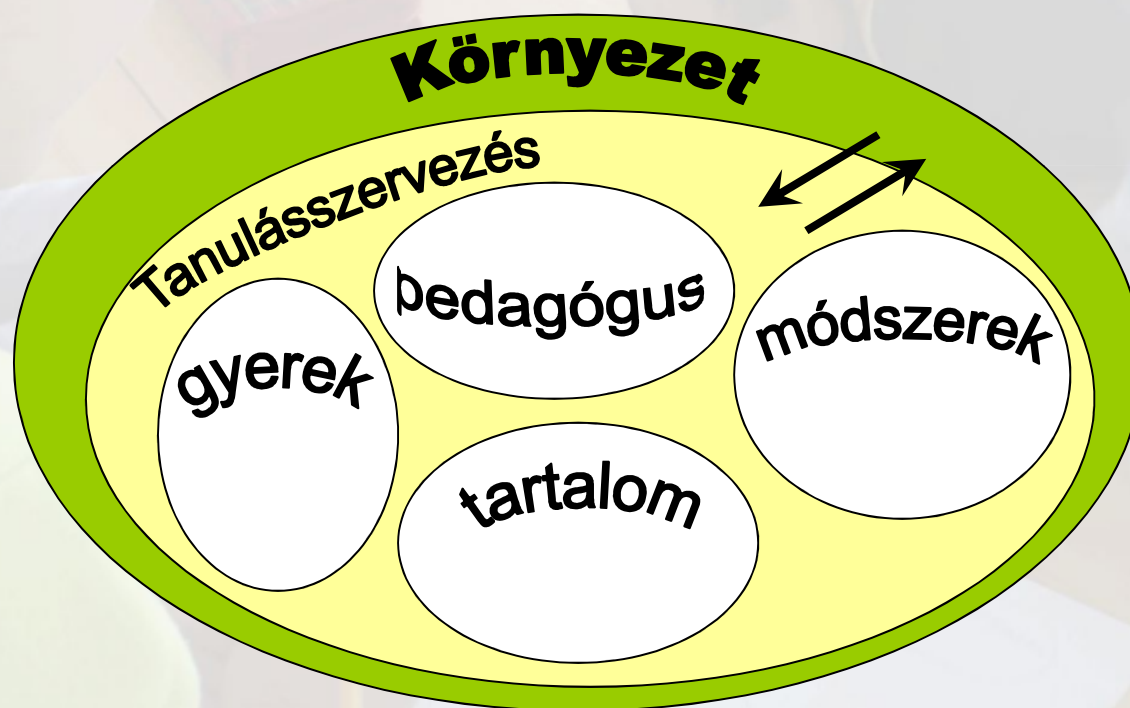 Környezet
Tanulásszervezés
pedagógus
módszerek
gyerek
tartalom